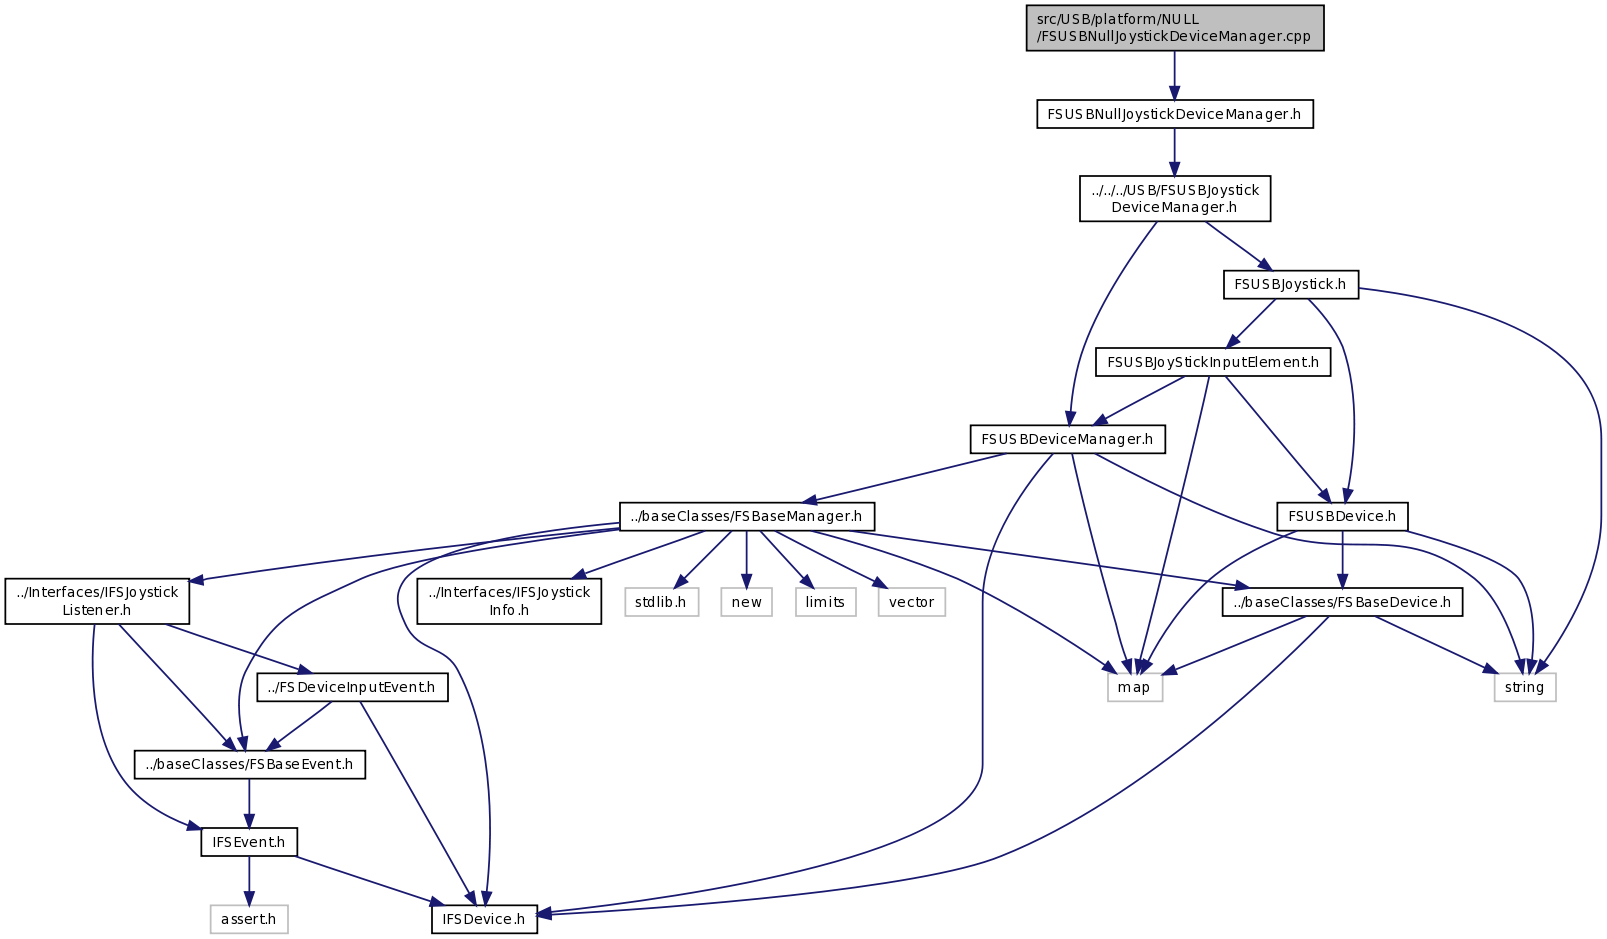 src/USB/platform/NULL
/FSUSBNullJoystickDeviceManager.cpp
FSUSBNullJoystickDeviceManager.h
../../../USB/FSUSBJoystick
DeviceManager.h
FSUSBJoystick.h
FSUSBJoyStickInputElement.h
FSUSBDeviceManager.h
../baseClasses/FSBaseManager.h
FSUSBDevice.h
../Interfaces/IFSJoystick
Listener.h
../Interfaces/IFSJoystick
Info.h
stdlib.h
new
limits
vector
../baseClasses/FSBaseDevice.h
../FSDeviceInputEvent.h
map
string
../baseClasses/FSBaseEvent.h
IFSEvent.h
assert.h
IFSDevice.h